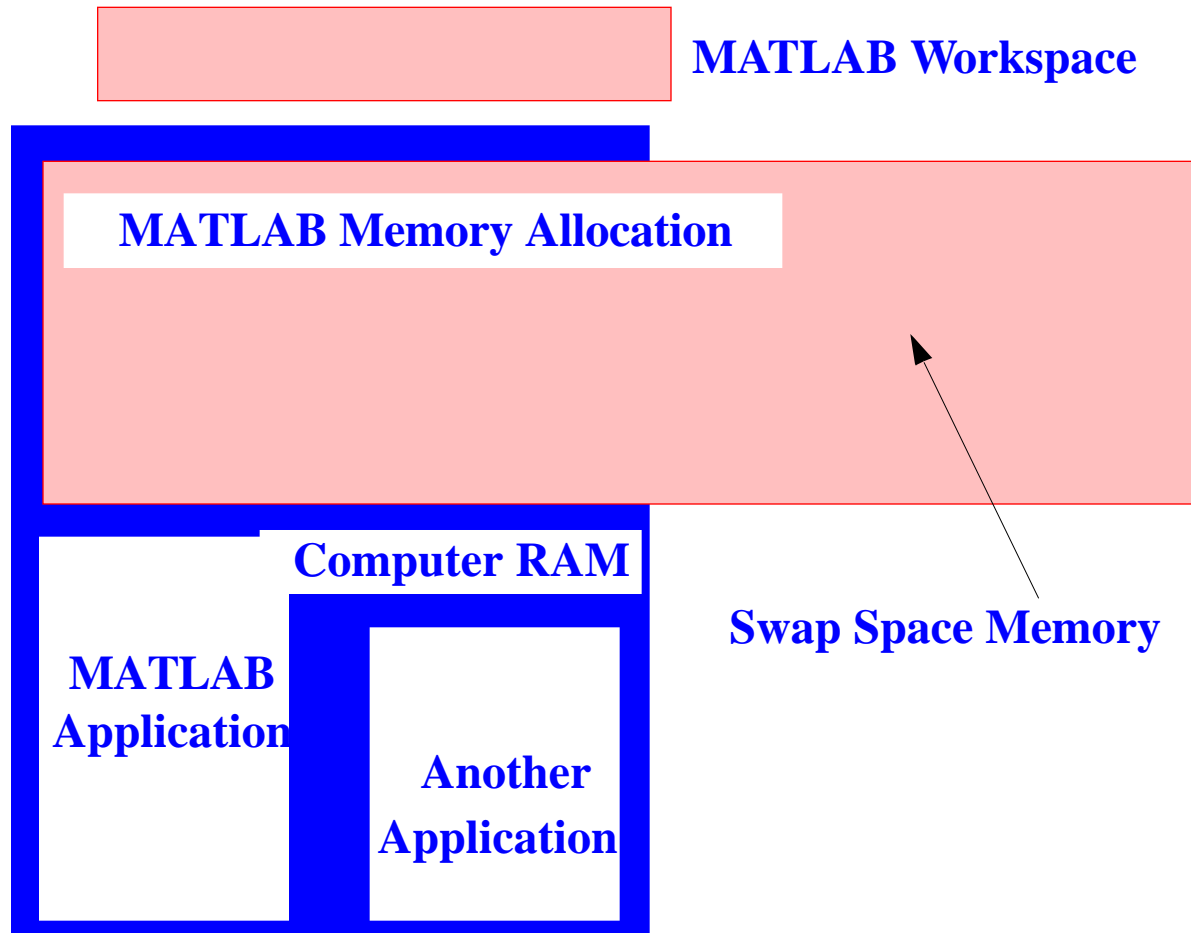 MATLAB Workspace
MATLAB Memory Allocation
Computer RAM
Swap Space Memory
MATLAB
Application
Another
Application